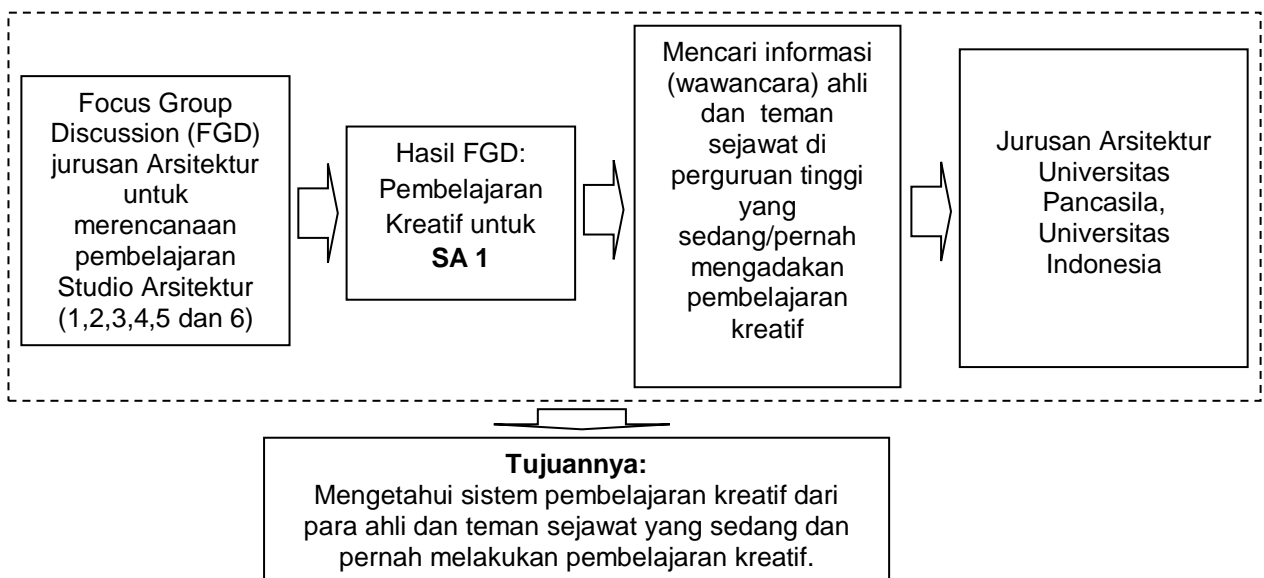 Focus Group
Discussion (FGD)
jurusan Arsitektur
untuk
merencanaan
pembelajaran
Studio Arsitektur
(1,2,3,4,5 dan 6)
Hasil FGD:
Pembelajaran
Kreatif untuk
SA 1
Mencari informasi
(wawancara) ahli
dan teman
sejawat di
perguruan tinggi
yang
sedang/pernah
mengadakan
pembelajaran
kreatif
Jurusan Arsitektur
Universitas
Pancasila,
Universitas
Indonesia
Tujuannya:
Mengetahui sistem pembelajaran kreatif dari
para ahli dan teman sejawat yang sedang dan
pernah melakukan pembelajaran kreatif.